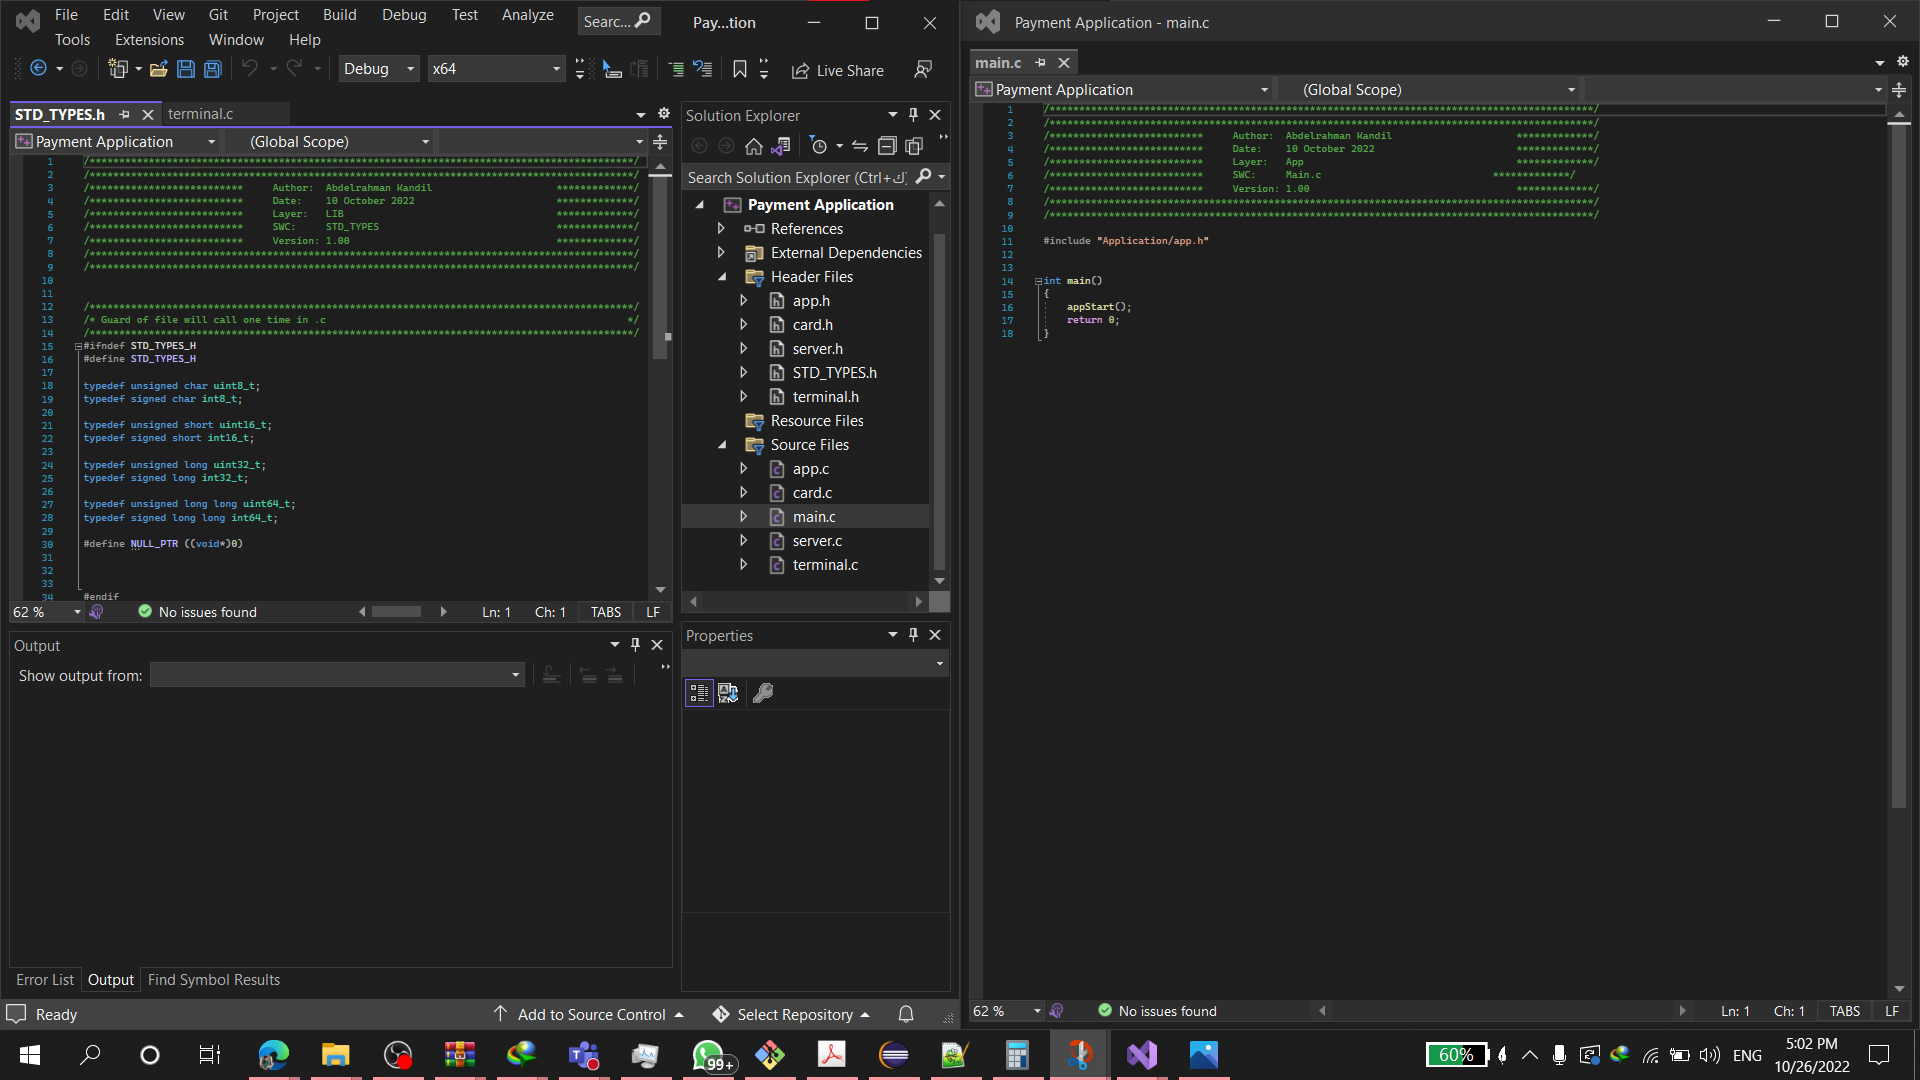 File Edit View Git Project Build Debug Test Analyze Searc... Pay...tion
Tools Extensions Window Help
Debug x64 Live Share
STD_TYPES.h terminal.c
Payment Application (Global Scope)
1 /********************************************************************************************/
2 /********************************************************************************************/
3 /************************** Author: Abdelrahman Kandil *************/
4 /************************** Date: 10 October 2022 *************/
5 /************************** Layer: LIB *************/
6 /************************** SWC: STD_TYPES *************/
7 /************************** Version: 1.00 *************/
8 /********************************************************************************************/
9 /********************************************************************************************/
10
11
12 /********************************************************************************************/
13 /* Guard of file will call one time in .c */
14 /********************************************************************************************/
15 #ifndef STD_TYPES_H
16 #define STD_TYPES_H
17
18 typedef unsigned char uint8_t;
19 typedef signed char int8_t;
20
21 typedef unsigned short uint16_t;
22 typedef signed short int16_t;
23
24 typedef unsigned long uint32_t;
25 typedef signed long int32_t;
26
27 typedef unsigned long long uint64_t;
28 typedef signed long long int64_t;
29
30 #define NULL_PTR ((void*)0)
31
32
33
34 #endif
62 % No issues found Ln: 1 Ch: 1 TABS LF
Output
Show output from:
Error List Output Find Symbol Results
Solution Explorer
Search Solution Explorer (Ctrl+ك)
Payment Application
References
External Dependencies
Header Files
app.h
card.h
server.h
STD_TYPES.h
terminal.h
Resource Files
Source Files
app.c
card.c
main.c
server.c
terminal.c
Properties
Ready Add to Source Control Select Repository
Payment Application - main.c
main.c
Payment Application (Global Scope)
1 /********************************************************************************************/
2 /********************************************************************************************/
3 /************************** Author: Abdelrahman Kandil *************/
4 /************************** Date: 10 October 2022 *************/
5 /************************** Layer: App *************/
6 /************************** SWC: Main.c *************/
7 /************************** Version: 1.00 *************/
8 /********************************************************************************************/
9 /********************************************************************************************/
10
11 #include "Application/app.h"
12
13
14 int main()
15 {
16 appStart();
17 return 0;
18 }
62 % No issues found Ln: 1 Ch: 1 TABS LF
99+ 60% ENG 5:02 PM
10/26/2022